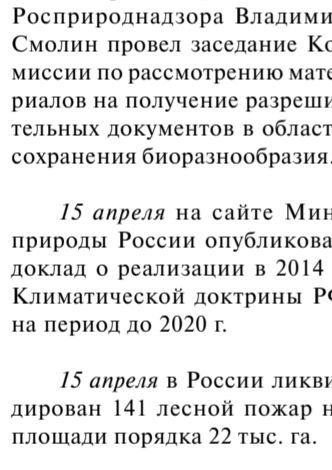 Росприроднадзора Владими
Смолин провел заседание Ко
миссии по рассмотрению мате
риалов на получение разреши
тельных документов в област
сохранения биоразнообразия.
15 апреля на сайте Мин
природы России опубликова
доклад о реализации в 2014
Климатической доктрины РФ
на период до 2020 г.
15 апреля в России ликви
дирован 141 лесной пожар н
площади порядка 22 тыс. га.